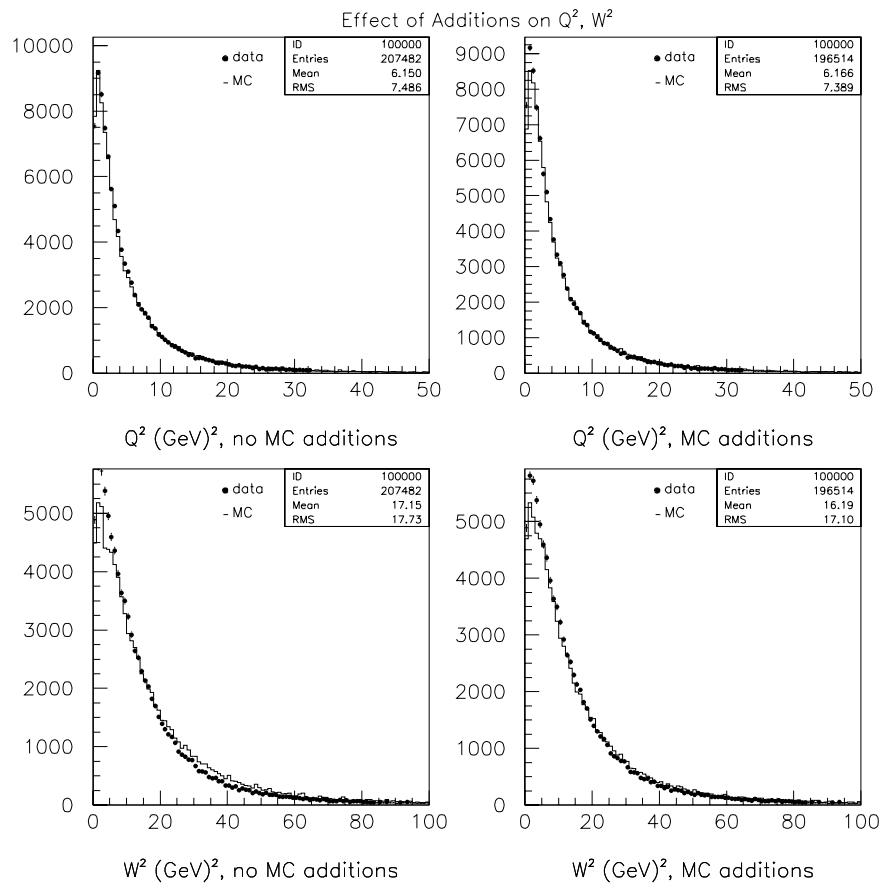 Effect of Additions on Q², W²
ID 100000
Entries 207482
Mean 6.150
RMS 7.486
data
MC
10000
8000
6000
4000
2000
0
0 10 20 30 40 50
Q² (GeV)², no MC additions
ID 100000
Entries 196514
Mean 6.166
RMS 7.389
data
MC
9000
8000
7000
6000
5000
4000
3000
2000
1000
0
0 10 20 30 40 50
Q² (GeV)², MC additions
ID 100000
Entries 207482
Mean 17.15
RMS 17.73
data
MC
5000
4000
3000
2000
1000
0
0 20 40 60 80 100
W² (GeV)², no MC additions
ID 100000
Entries 196514
Mean 16.19
RMS 17.10
data
MC
5000
4000
3000
2000
1000
0
0 20 40 60 80 100
W² (GeV)², MC additions